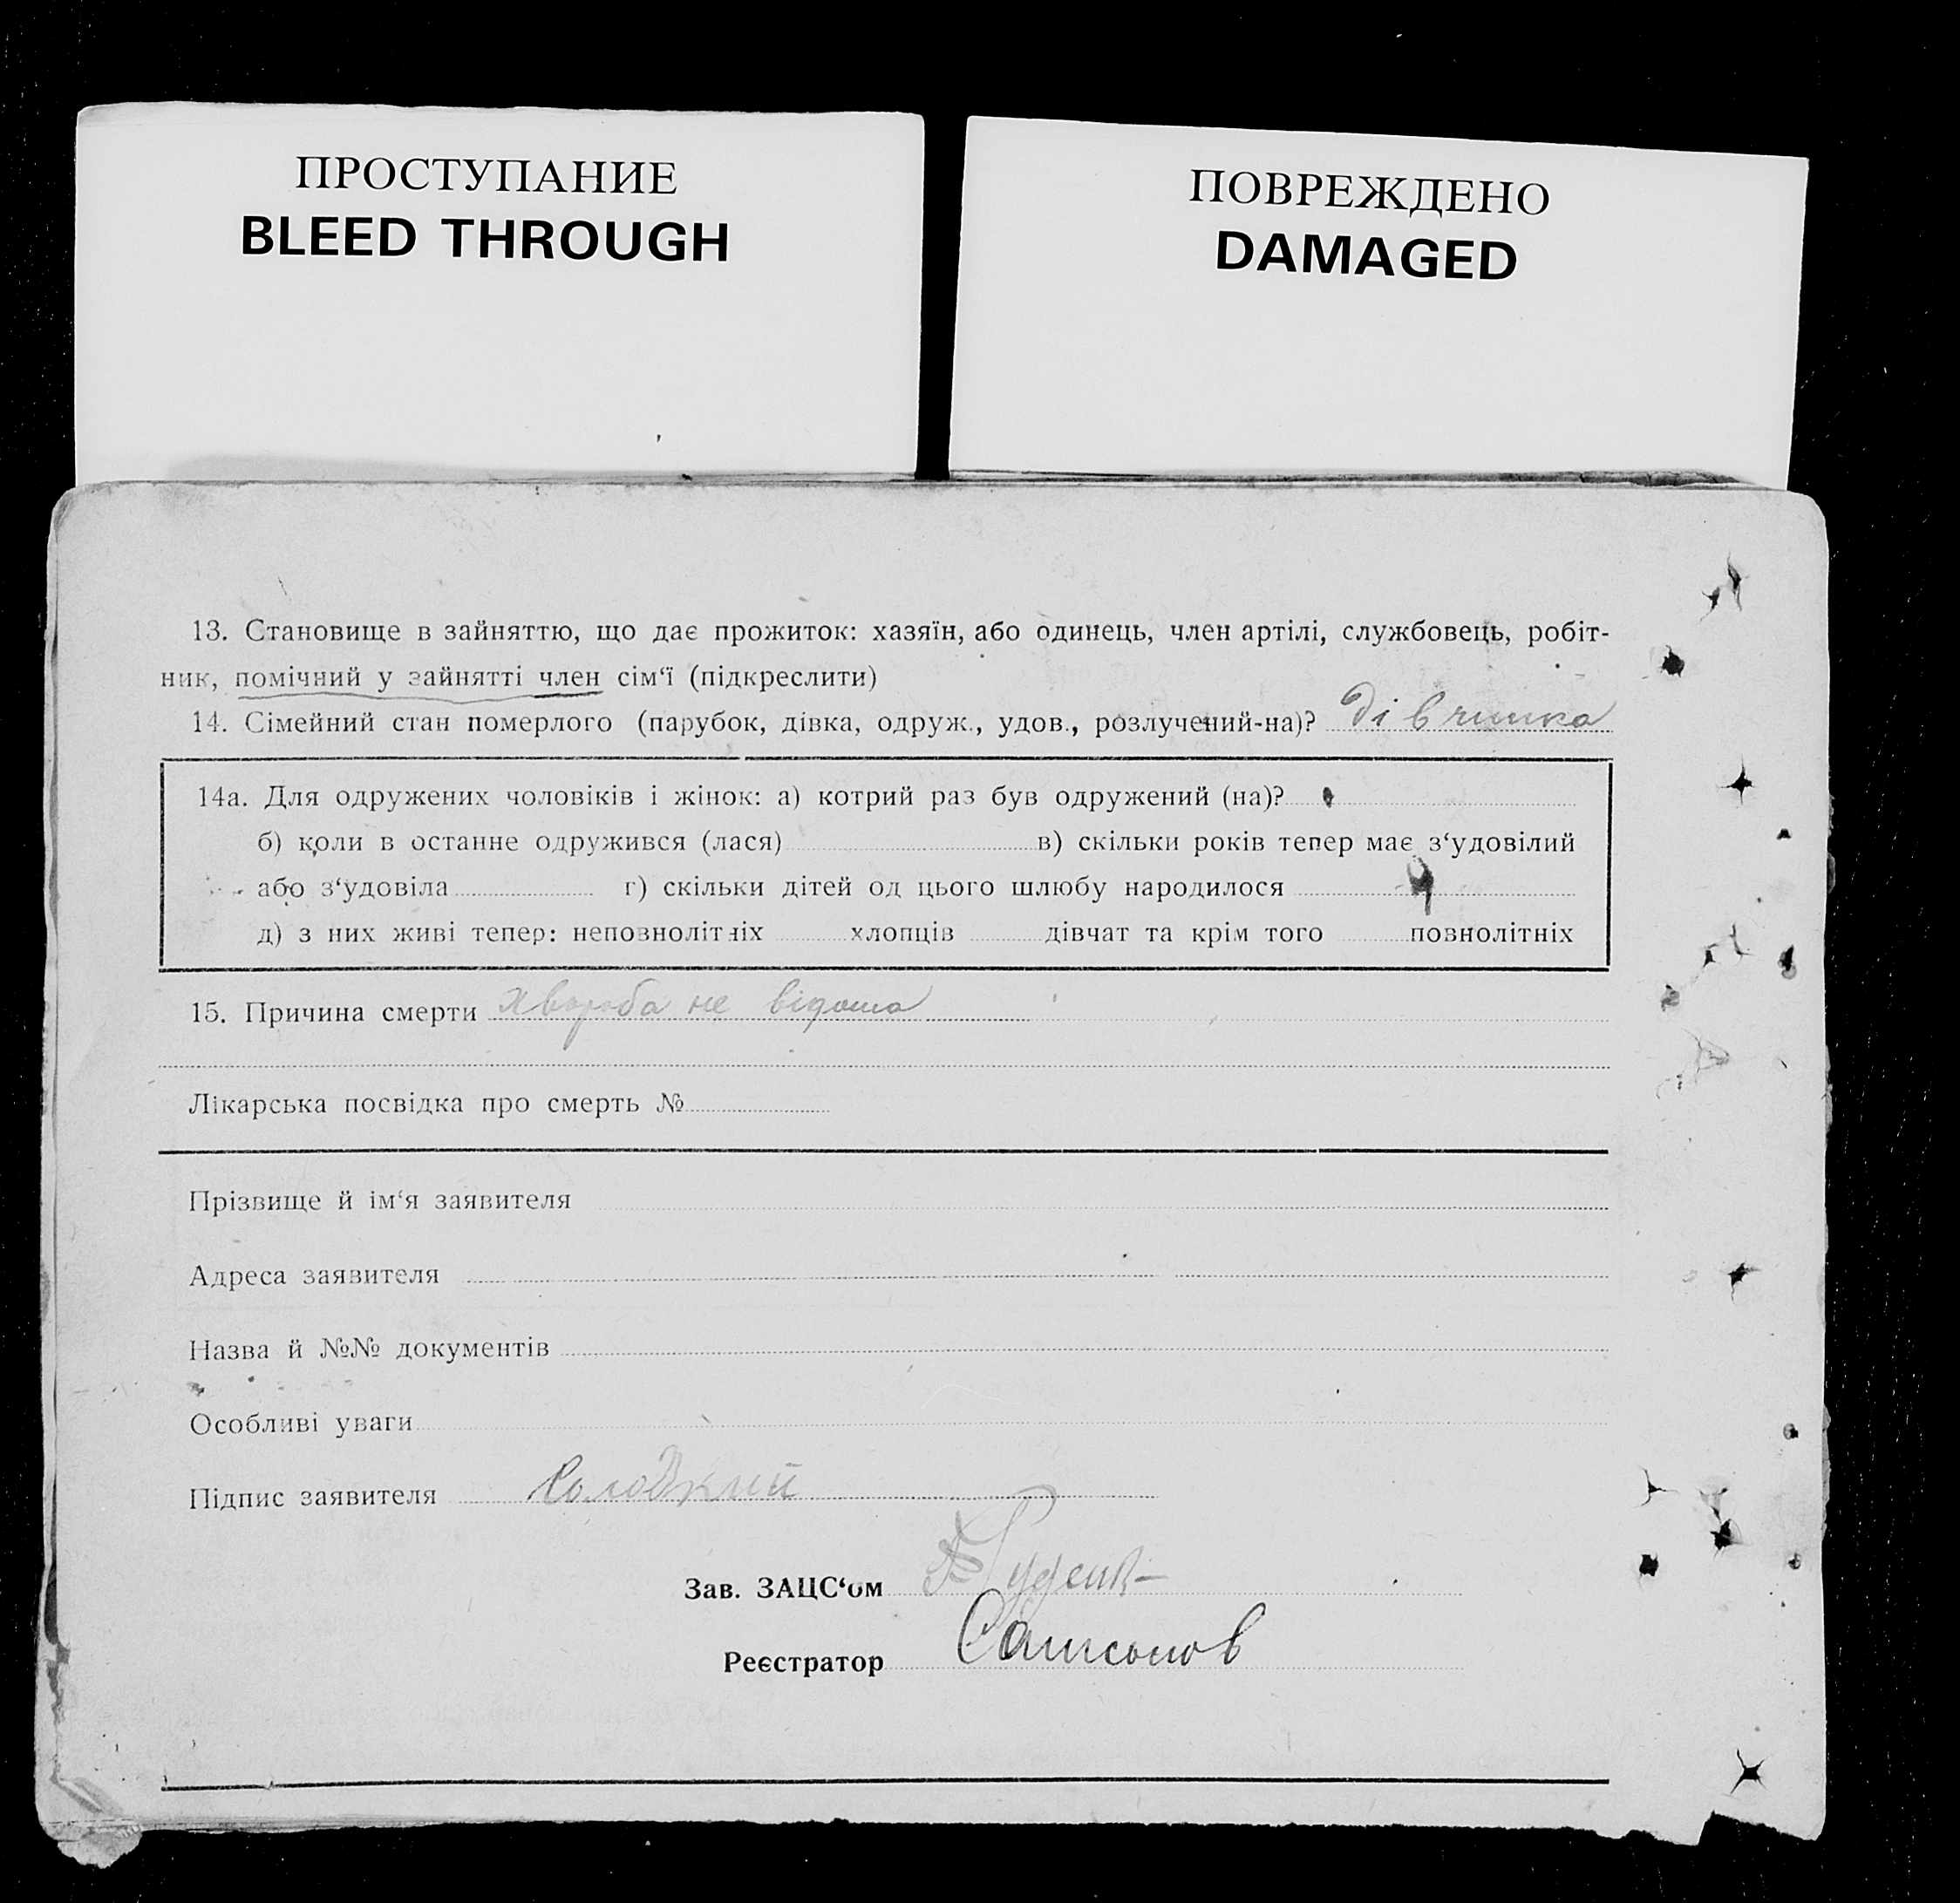 ПРОСТУПАНИЕ
BLEED THROUGH
ПОВРЕЖДЕНО
DAMAGED
13. Становище в зайняттю, що дає прожиток: хазяїн, або одинець, член артілі, службовець, робіт-
ник, помічний у зайнятті член сім‘ї (підкреслити)
14. Сімейний стан померлого (парубок, дівка, одруж., удов., розлучений-на)? дівчинка
14а. Для одружених чоловіків і жінок: а) котрий раз був одружений (на)?
б) коли в останнє одружився (лася) в) скільки років тепер має з‘удовілий
або з‘удовіла г) скільки дітей од цього шлюбу народилося
д) з них живі тепер: неповнолітніх хлопців дівчат та крім того повнолітніх
15. Причина смерти хвороба не відома
Лікарська посвідка про смерть №
Прізвище й ім‘я заявителя
Адреса заявителя
Назва й №№ документів
Особливі уваги
Підпис заявителя Солодкий
Зав. ЗАЦС‘ом
Реєстратор Самсонов